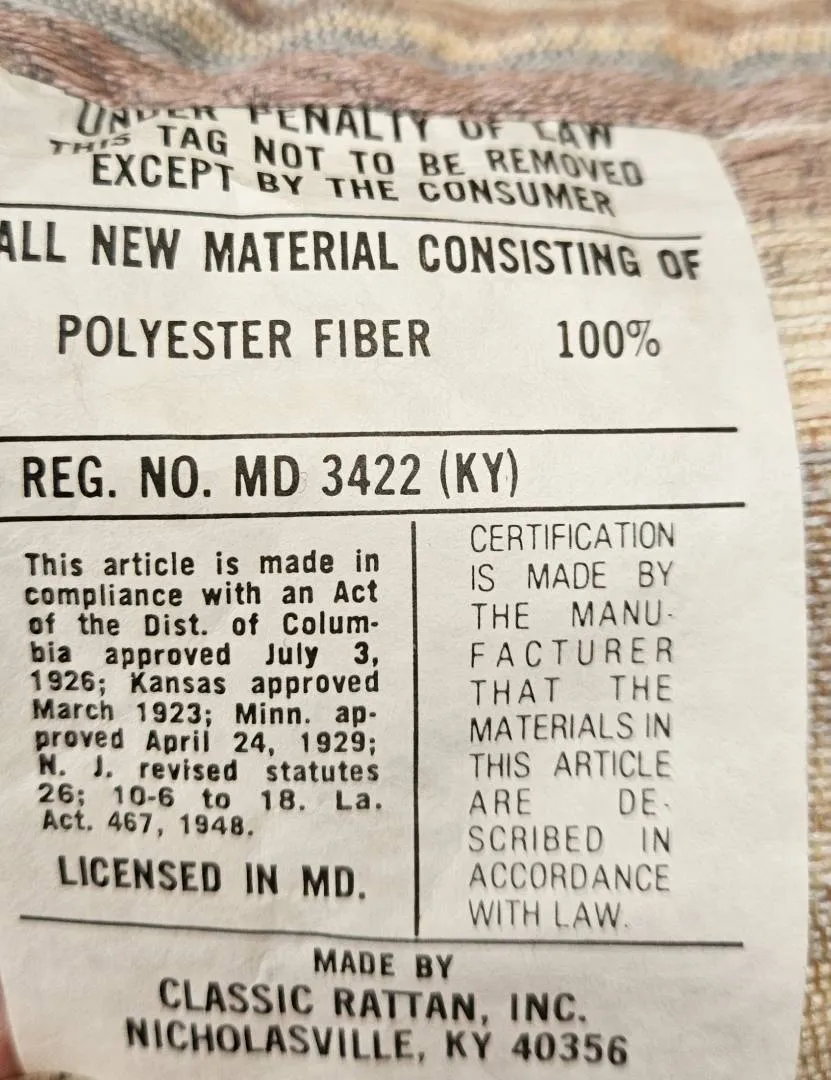 UNDER PENALTY OF LAW
THIS TAG NOT TO BE REMOVED
EXCEPT BY THE CONSUMER
ALL NEW MATERIAL CONSISTING OF
POLYESTER FIBER 100%
REG. NO. MD 3422 (KY)
This article is made in
compliance with an Act
of the Dist. of Colum-
bia approved July 3,
1926; Kansas approved
March 1923; Minn. ap-
proved April 24, 1929;
N. J. revised statutes
26; 10-6 to 18. La.
Act. 467, 1948.
LICENSED IN MD.
CERTIFICATION
IS MADE BY
THE MANU-
FACTURER
THAT THE
MATERIALS IN
THIS ARTICLE
ARE DE-
SCRIBED IN
ACCORDANCE
WITH LAW.
MADE BY
CLASSIC RATTAN, INC.
NICHOLASVILLE, KY 40356